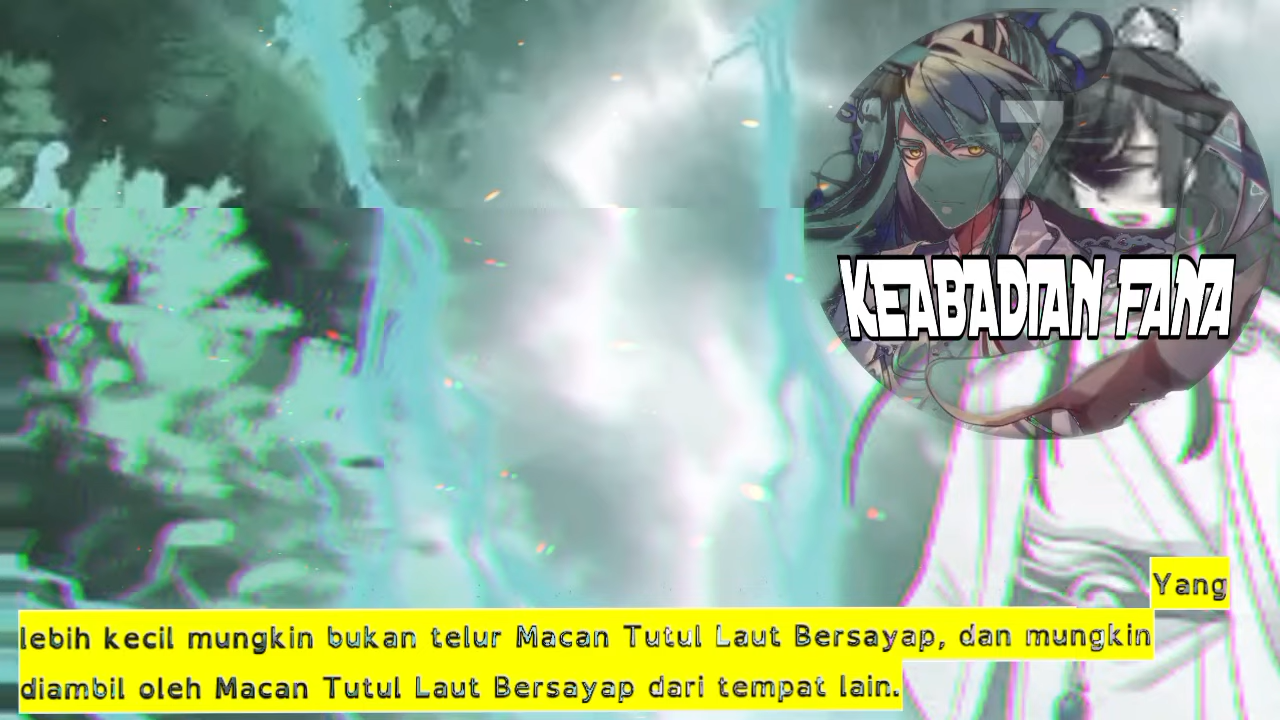 7
KEABADIAN FANA
Yang
lebih kecil mungkin bukan telur Macan Tutul Laut Bersayap, dan mungkin
diambil oleh Macan Tutul Laut Bersayap dari tempat lain.